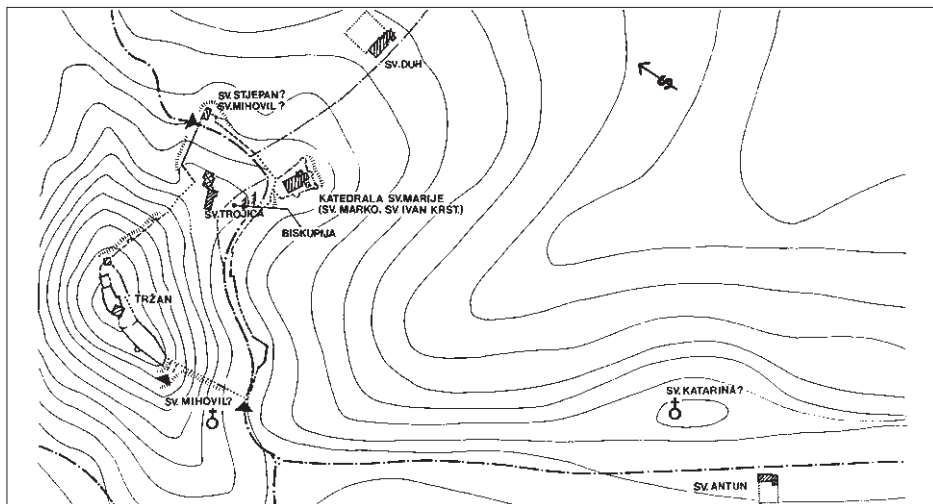 SV. DUH
SV. STJEPAN?
SV. MIHOVIL?
KATEDRALA SV. MARIJE
(SV. MARKO, SV. IVAN KRST.)
SV. TROJICA
BISKUPIJA
TRŽAN
SV. MIHOVIL?
SV. KATARINA?
SV. ANTUN